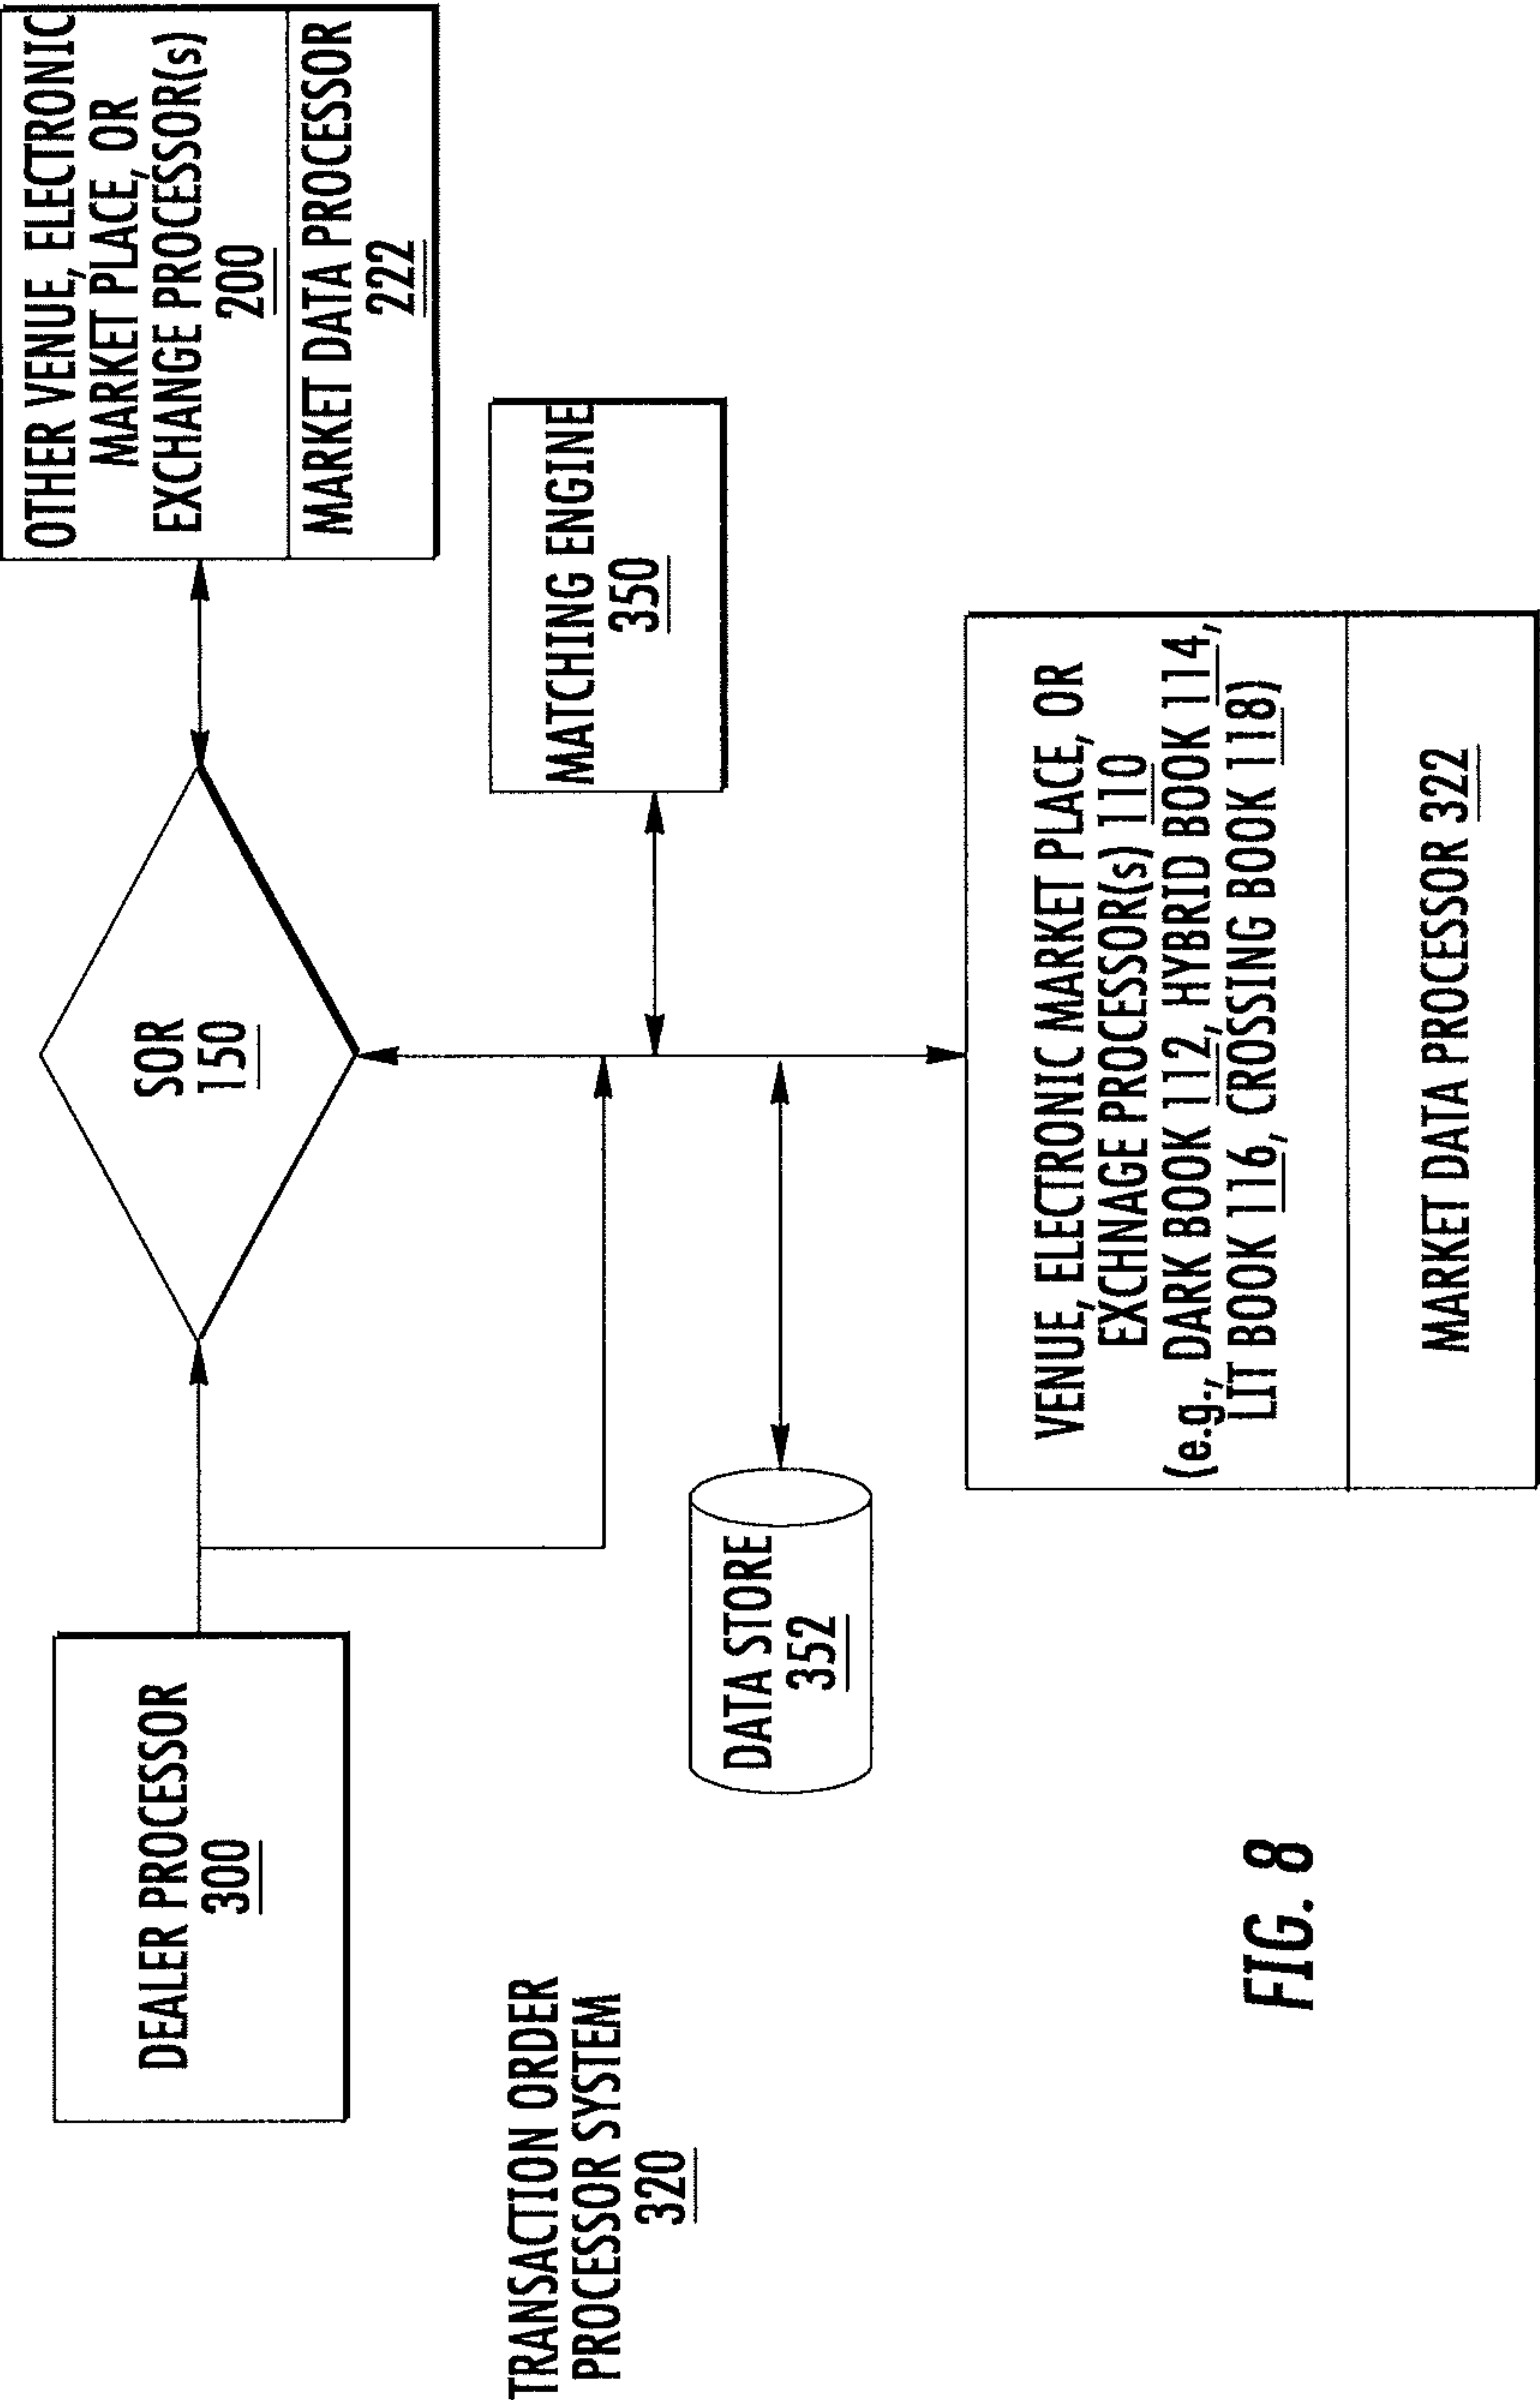 DEALER PROCESSOR
300
SOR
150
OTHER VENUE, ELECTRONIC
MARKET PLACE, OR
EXCHANGE PROCESSOR(s)
200
MARKET DATA PROCESSOR
222
TRANSACTION ORDER
PROCESSOR SYSTEM
320
MATCHING ENGINE
350
DATA STORE
352
VENUE, ELECTRONIC MARKET PLACE, OR
EXCHNAGE PROCESSOR(s) 110
(e.g., DARK BOOK 112, HYBRID BOOK 114,
LIT BOOK 116, CROSSING BOOK 118)
MARKET DATA PROCESSOR 322
FIG. 8